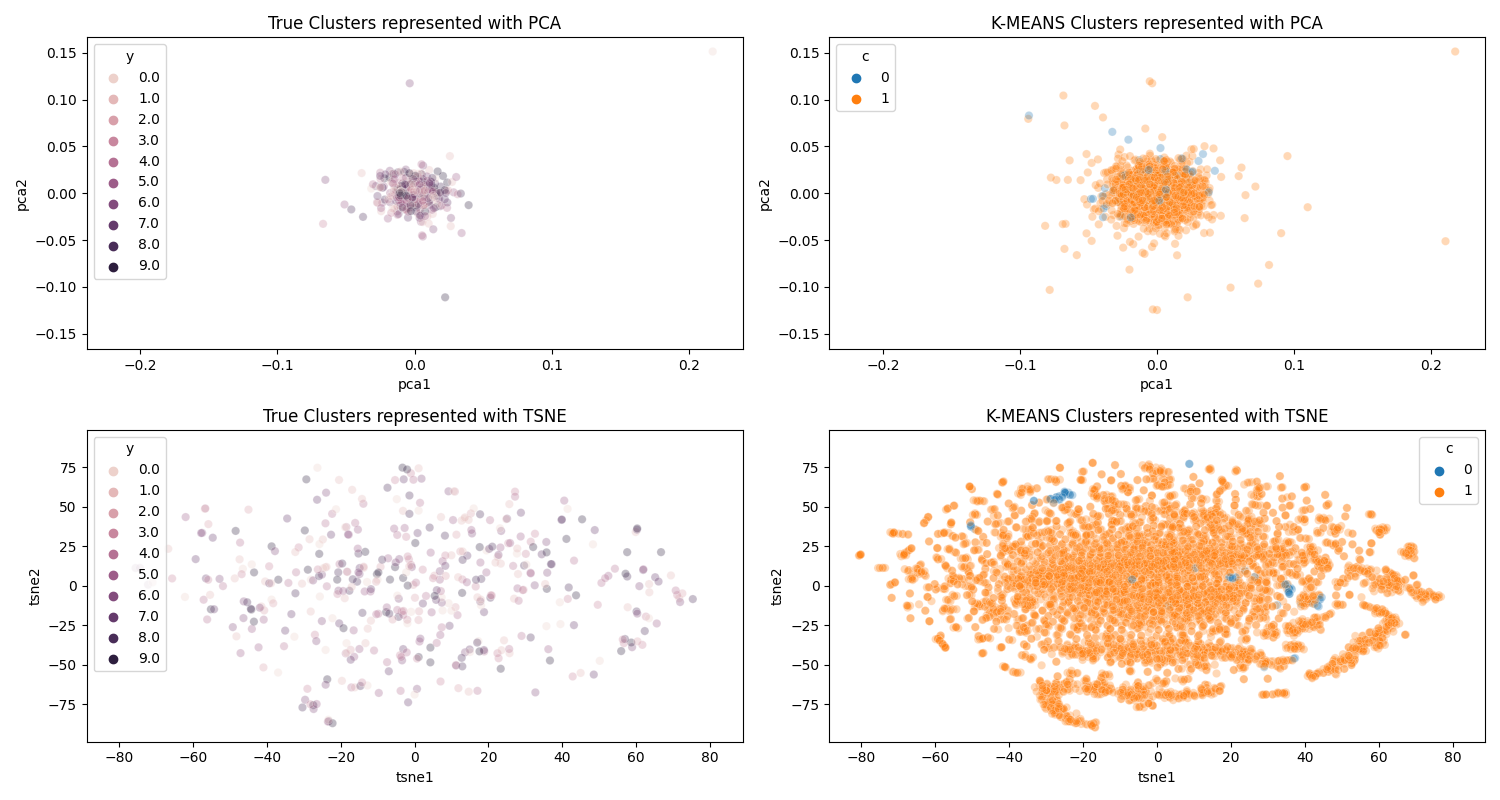 True Clusters represented with PCA
y
0.0
1.0
2.0
3.0
4.0
5.0
6.0
7.0
8.0
9.0
0.15
0.10
0.05
0.00
−0.05
−0.10
−0.15
pca2
−0.2 −0.1 0.0 0.1 0.2
pca1
K-MEANS Clusters represented with PCA
c
0
1
0.15
0.10
0.05
0.00
−0.05
−0.10
−0.15
pca2
−0.2 −0.1 0.0 0.1 0.2
pca1
True Clusters represented with TSNE
y
0.0
1.0
2.0
3.0
4.0
5.0
6.0
7.0
8.0
9.0
75
50
25
0
−25
−50
−75
tsne2
−80 −60 −40 −20 0 20 40 60 80
tsne1
K-MEANS Clusters represented with TSNE
c
0
1
75
50
25
0
−25
−50
−75
tsne2
−80 −60 −40 −20 0 20 40 60 80
tsne1